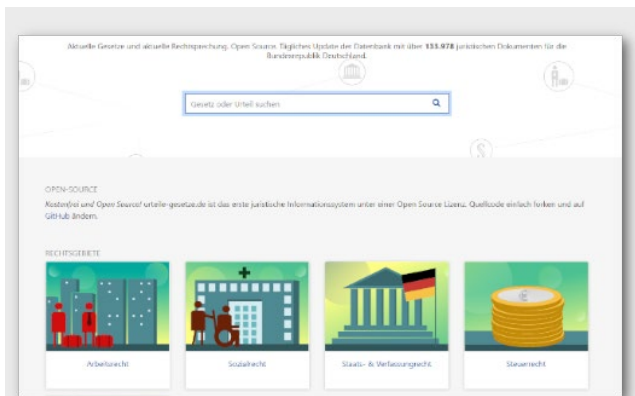 Aktuelle Gesetze und aktuelle Rechtsprechung. Open Source. Tägliches Update der Datenbank mit über 133.978 juristischen Dokumenten für die
Bundesrepublik Deutschland.
Gesetz oder Urteil suchen
OPEN-SOURCE
Kostenfrei und Open Source! urteile-gesetze.de ist das erste juristische Informationssystem unter einer Open Source Lizenz. Quellcode einfach forken und auf
GitHub ändern.
RECHTSGEBIETE
Arbeitsrecht
Sozialrecht
Staats- & Verfassungsrecht
Steuerrecht